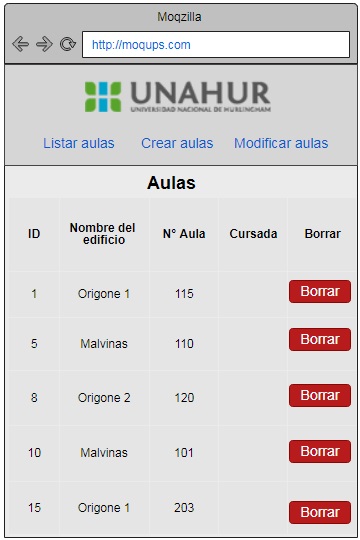 Moqzilla
http://moqups.com
UNAHUR
UNIVERSIDAD NACIONAL DE HURLINGHAM
Listar aulas Crear aulas Modificar aulas
Aulas
ID Nombre del edificio N° Aula Cursada Borrar
1 Origone 1 115 Borrar
5 Malvinas 110 Borrar
8 Origone 2 120 Borrar
10 Malvinas 101 Borrar
15 Origone 1 203 Borrar